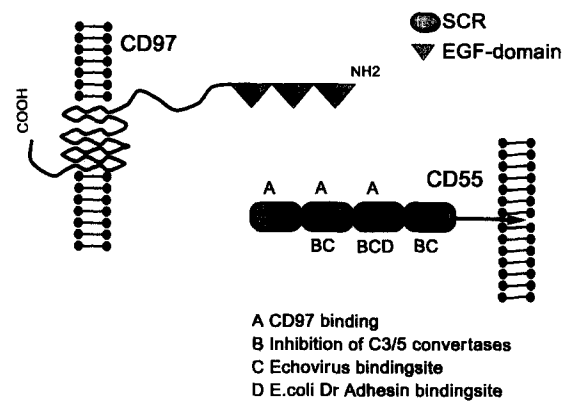 SCR
CD97
EGF-domain
NH2
COOH
CD55
A A A
BC BCD BC
A CD97 binding
B Inhibition of C3/5 convertases
C Echovirus bindingsite
D E.coli Dr Adhesin bindingsite